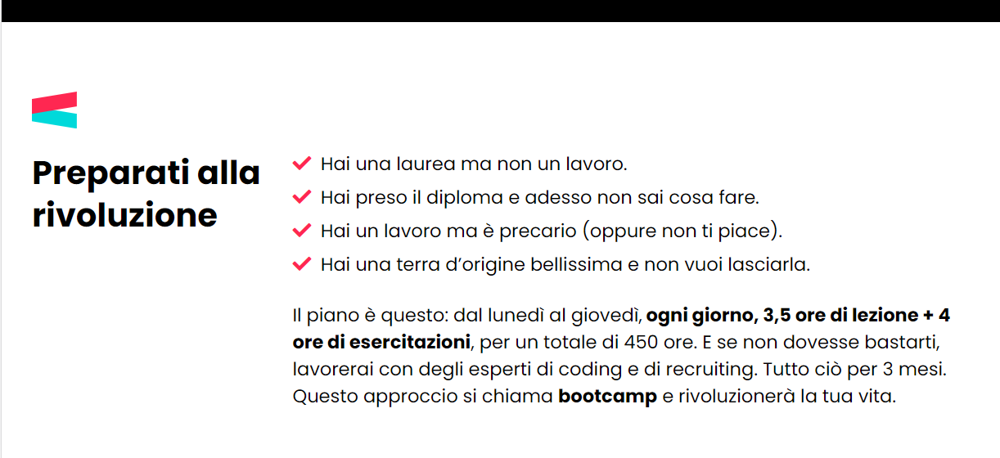 Preparati alla
rivoluzione
Hai una laurea ma non un lavoro.
Hai preso il diploma e adesso non sai cosa fare.
Hai un lavoro ma è precario (oppure non ti piace).
Hai una terra d’origine bellissima e non vuoi lasciarla.
Il piano è questo: dal lunedì al giovedì, ogni giorno, 3,5 ore di lezione + 4
ore di esercitazioni, per un totale di 450 ore. E se non dovesse bastarti,
lavorerai con degli esperti di coding e di recruiting. Tutto ciò per 3 mesi.
Questo approccio si chiama bootcamp e rivoluzionerà la tua vita.